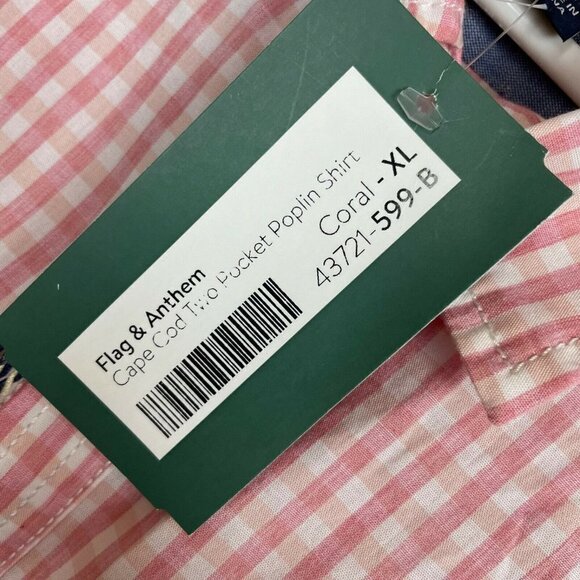 Flag & Anthem
Cape Cod Two Pocket Poplin Shirt
Coral - XL
43721-599-B